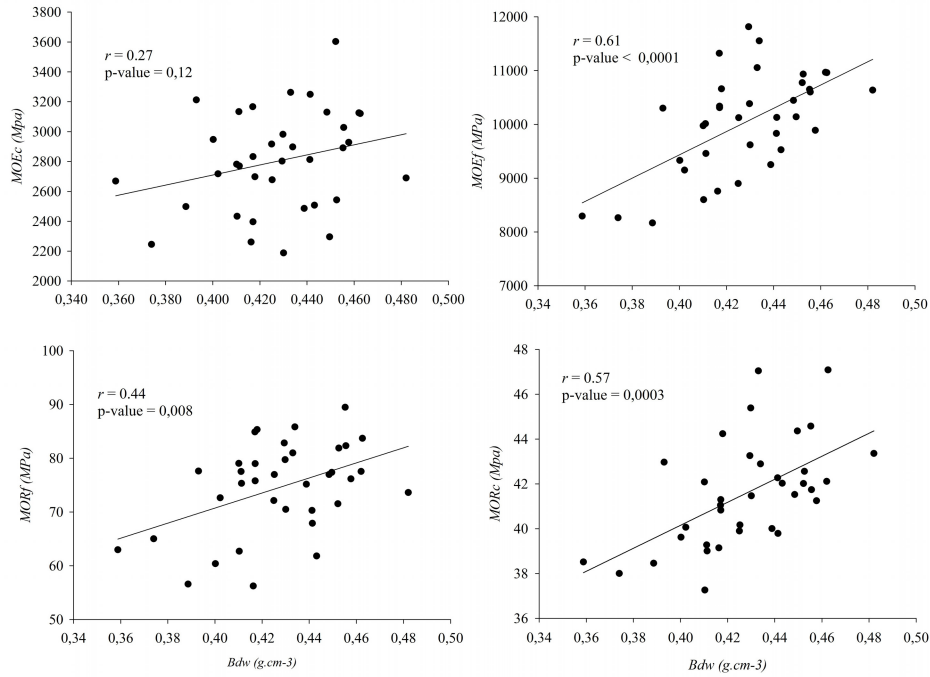 3800
3600
3400
3200
3000
2800
2600
2400
2200
2000
MOEc (Mpa)
r = 0.27
p-value = 0,12
0,340 0,360 0,380 0,400 0,425 0,440 0,460 0,480 0,500
12000
11000
10000
9000
8000
7000
MOEf (MPa)
r = 0.61
p-value < 0,0001
0,34 0,36 0,38 0,40 0,42 0,43 0,44 0,46 0,48 0,50
100
90
80
70
60
50
MORf (MPa)
r = 0.44
p-value = 0,008
0,34 0,36 0,38 0,40 0,425 0,44 0,46 0,48 0,50
Bdw (g.cm-3)
48
46
44
42
40
38
36
MORc (MPa)
r = 0.57
p-value = 0,0003
0,34 0,36 0,38 0,40 0,42 0,43 0,44 0,46 0,48 0,50
Bdw (g.cm-3)